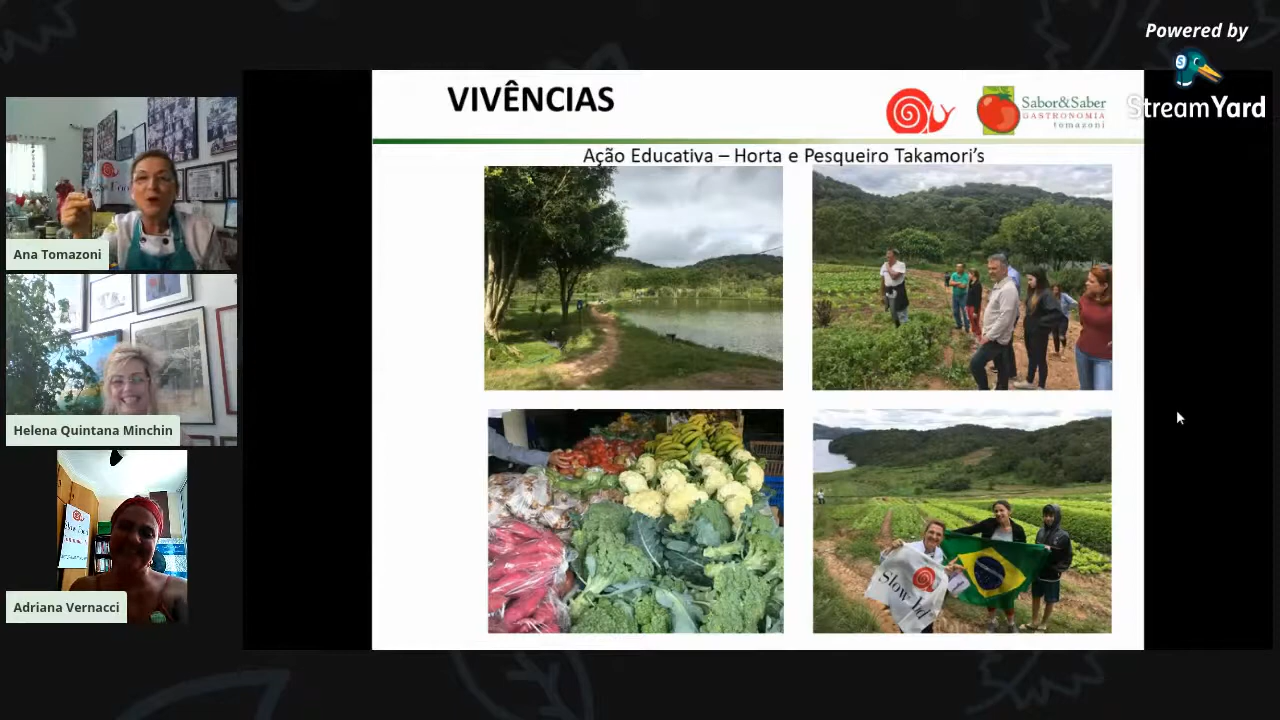 Powered by
StreamYard
VIVÊNCIAS
Sabor&Saber
GASTRONOMIA
tomazoni
Ação Educativa – Horta e Pesqueiro Takamori's
Ana Tomazoni
Helena Quintana Minchin
Adriana Vernacci
Slow